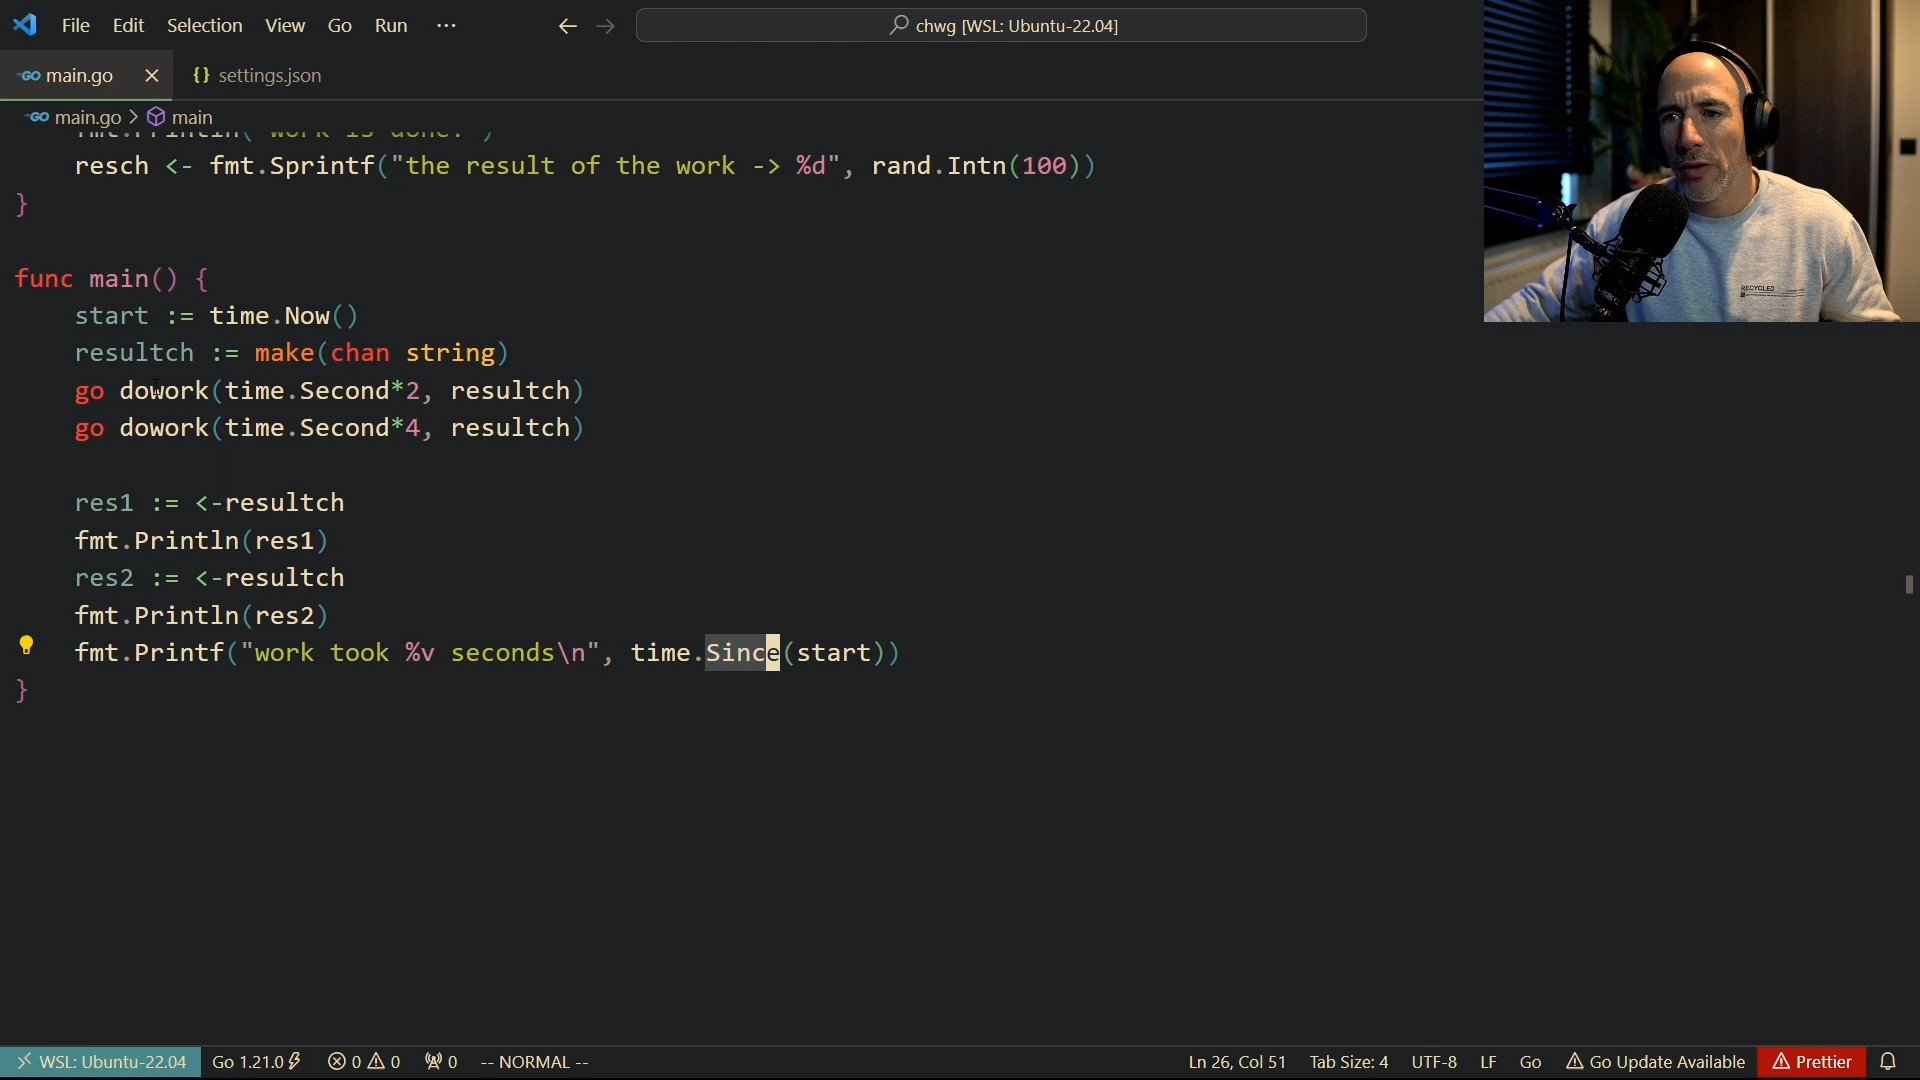 File Edit Selection View Go Run ···
chwg [WSL: Ubuntu-22.04]
main.go
{} settings.json
main.go > main
fmt.Println("work is done!")
resch <- fmt.Sprintf("the result of the work -> %d", rand.Intn(100))
}
func main() {
start := time.Now()
resultch := make(chan string)
go dowork(time.Second*2, resultch)
go dowork(time.Second*4, resultch)
res1 := <-resultch
fmt.Println(res1)
res2 := <-resultch
fmt.Println(res2)
fmt.Printf("work took %v seconds\n", time.Since(start))
}
RECYCLED
WSL: Ubuntu-22.04 Go 1.21.0 0 0 0 -- NORMAL -- Ln 26, Col 51 Tab Size: 4 UTF-8 LF Go Go Update Available Prettier